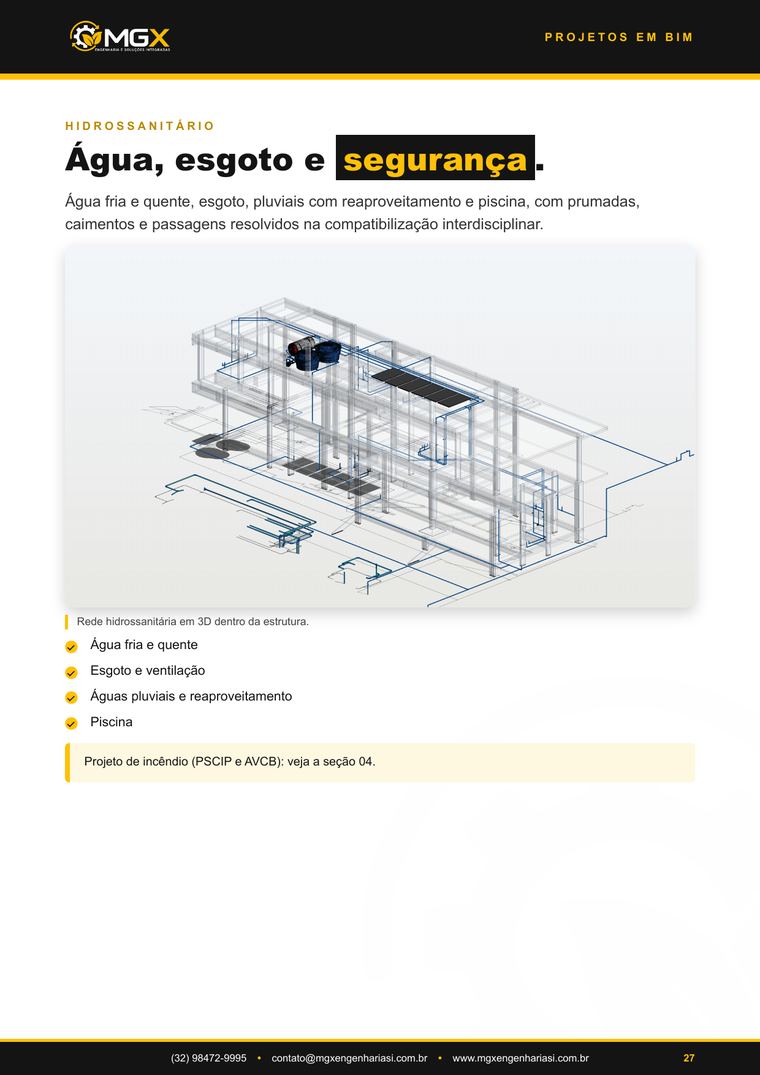 MGX
ENGENHARIA E SOLUÇÕES INTEGRADAS
PROJETOS EM BIM
HIDROSSANITÁRIO
Água, esgoto e segurança.
Água fria e quente, esgoto, pluviais com reaproveitamento e piscina, com prumadas,
caimentos e passagens resolvidos na compatibilização interdisciplinar.
Rede hidrossanitária em 3D dentro da estrutura.
Água fria e quente
Esgoto e ventilação
Águas pluviais e reaproveitamento
Piscina
Projeto de incêndio (PSCIP e AVCB): veja a seção 04.
(32) 98472-9995 • contato@mgxengenhariasi.com.br • www.mgxengenhariasi.com.br 27